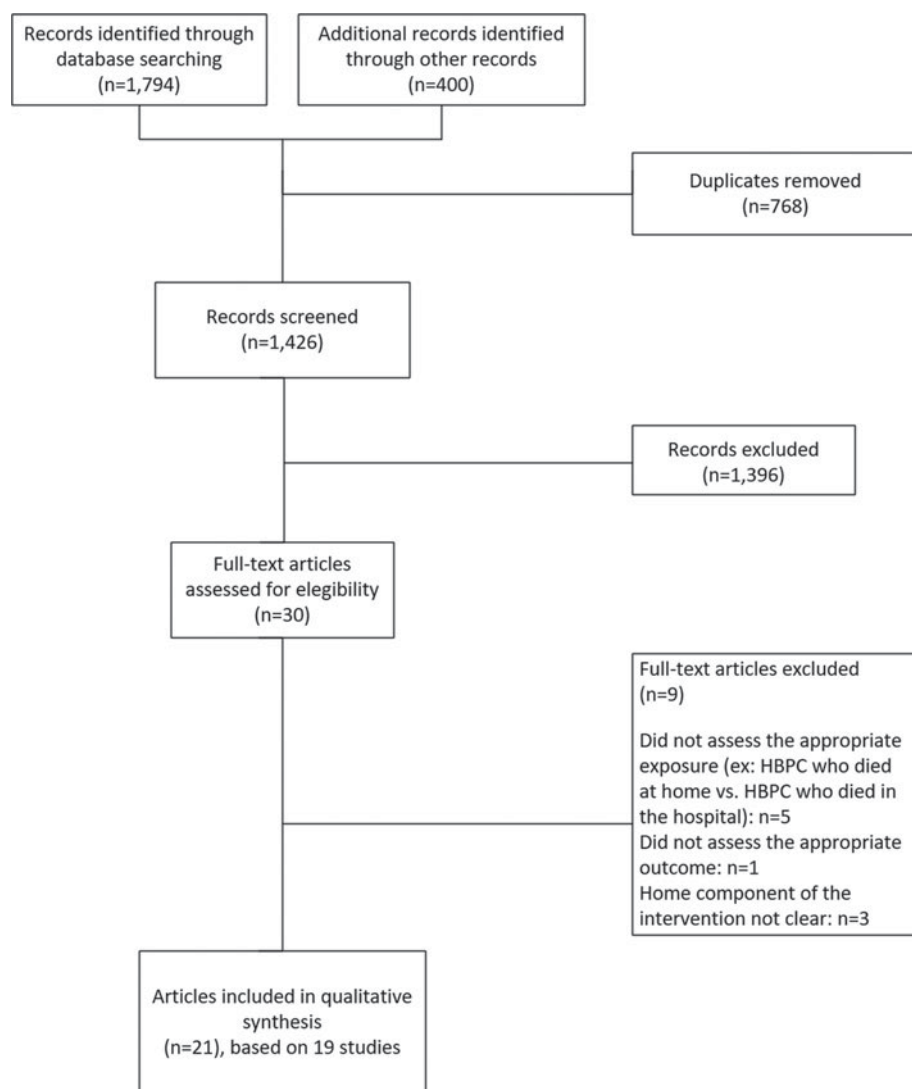 Records identified through
database searching
(n=1,794)
Additional records identified
through other records
(n=400)
Duplicates removed
(n=768)
Records screened
(n=1,426)
Records excluded
(n=1,396)
Full-text articles
assessed for elegibility
(n=30)
Full-text articles excluded
(n=9)
Did not assess the appropriate
exposure (ex: HBPC who died
at home vs. HBPC who died in
the hospital): n=5
Did not assess the appropriate
outcome: n=1
Home component of the
intervention not clear: n=3
Articles included in qualitative
synthesis
(n=21), based on 19 studies